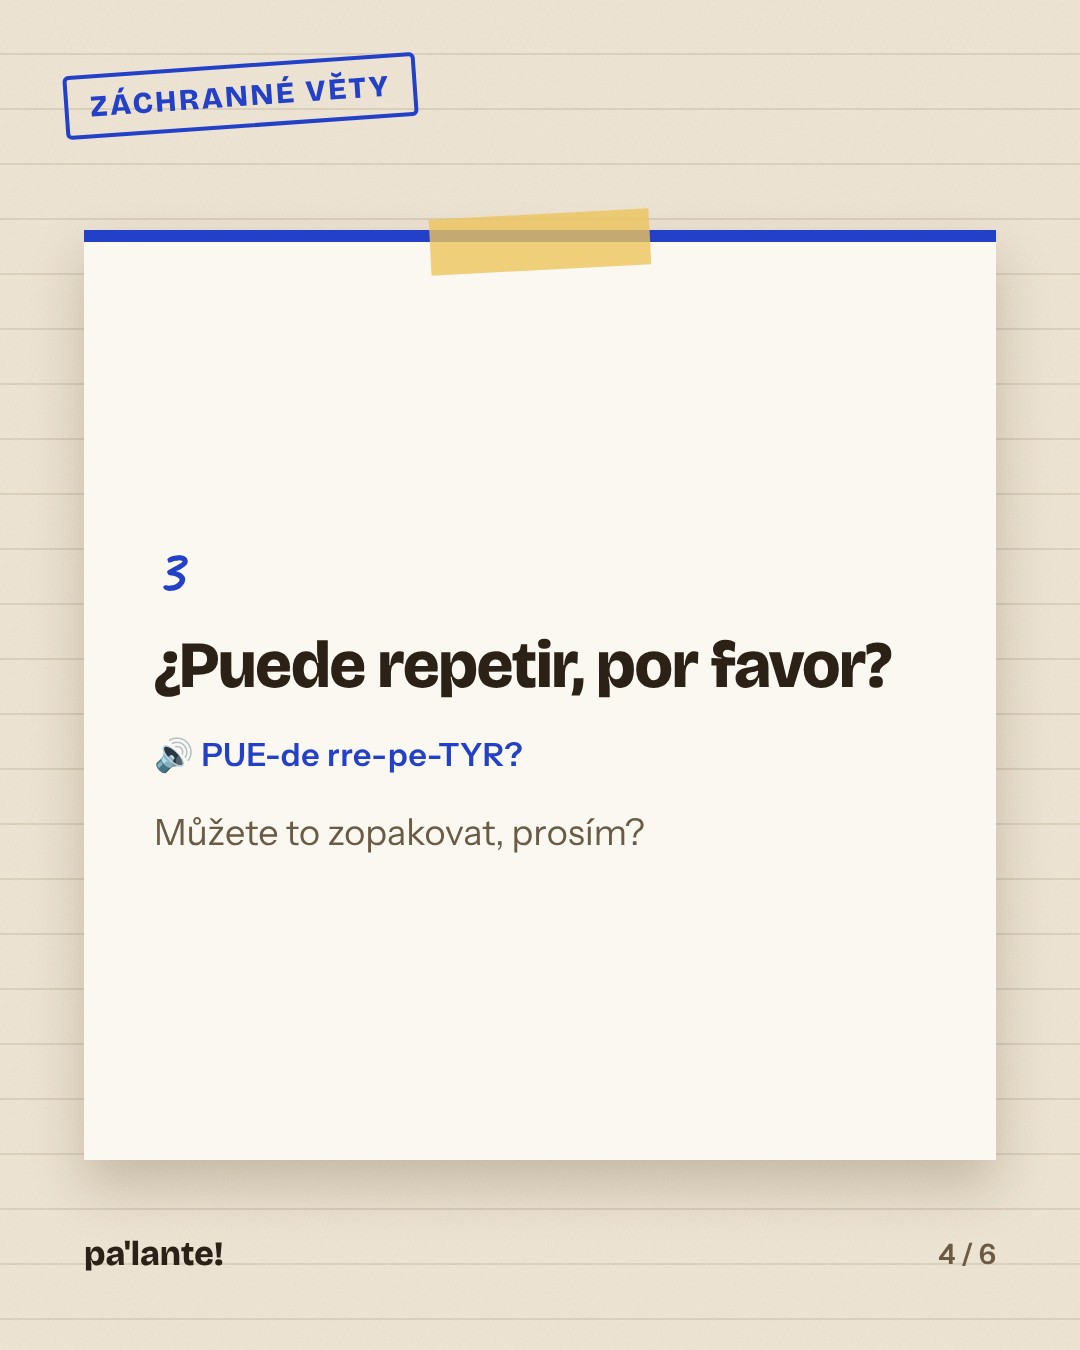 ZÁCHRANNÉ VĚTY
3
¿Puede repetir, por favor?
🔊 PUE-de rre-pe-TYR?
Můžete to zopakovat, prosím?
pa'lante!
4 / 6